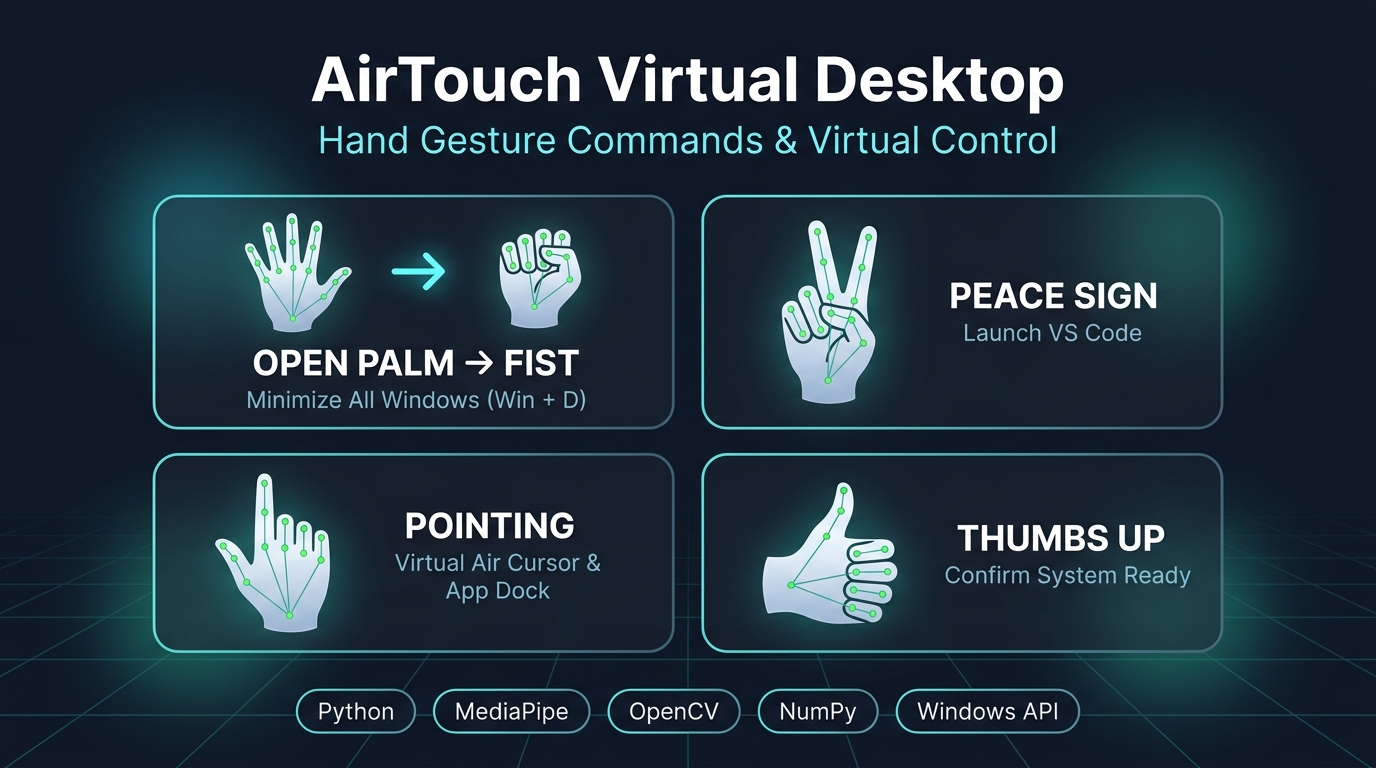 AirTouch Virtual Desktop
Hand Gesture Commands & Virtual Control
OPEN PALM → FIST
Minimize All Windows (Win + D)
PEACE SIGN
Launch VS Code
POINTING
Virtual Air Cursor &
App Dock
THUMBS UP
Confirm System Ready
Python
MediaPipe
OpenCV
NumPy
Windows API